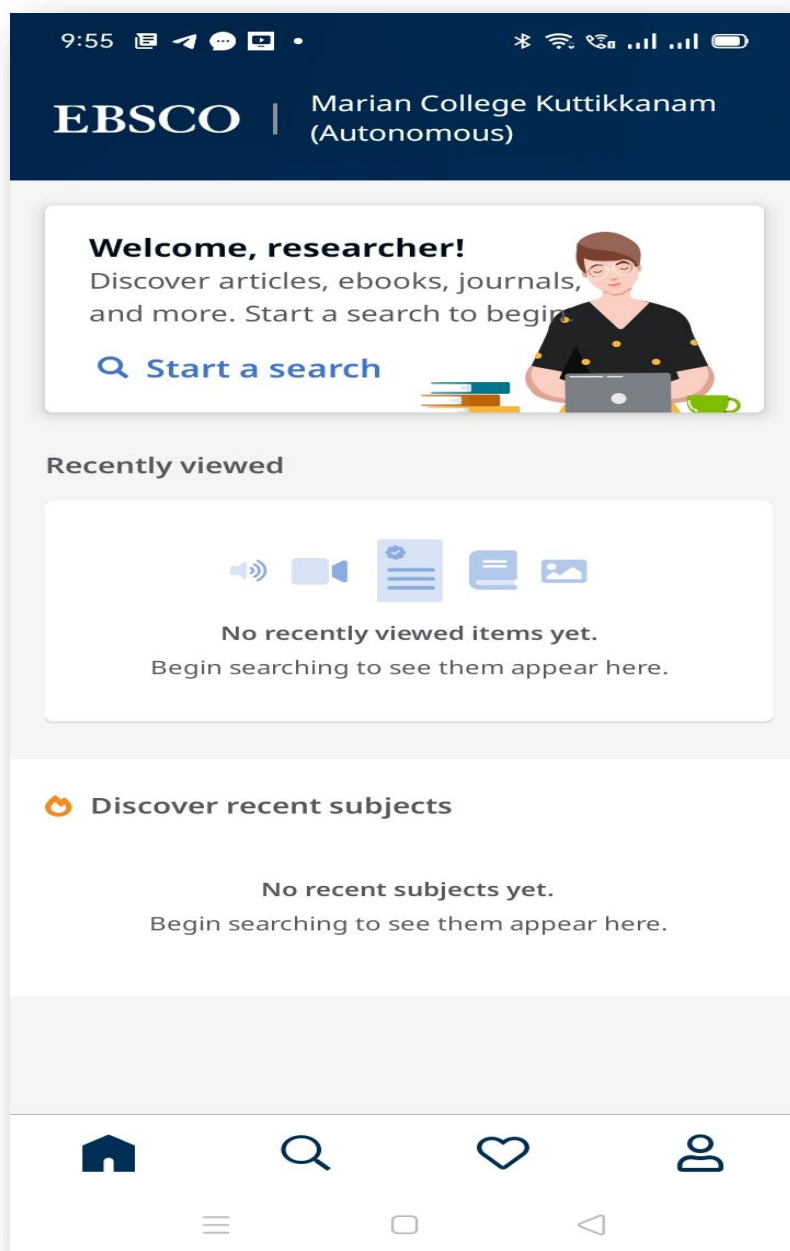 9:55
EBSCO
Marian College Kuttikkanam
(Autonomous)
Welcome, researcher!
Discover articles, ebooks, journals,
and more. Start a search to begin.
Start a search
Recently viewed
No recently viewed items yet.
Begin searching to see them appear here.
Discover recent subjects
No recent subjects yet.
Begin searching to see them appear here.